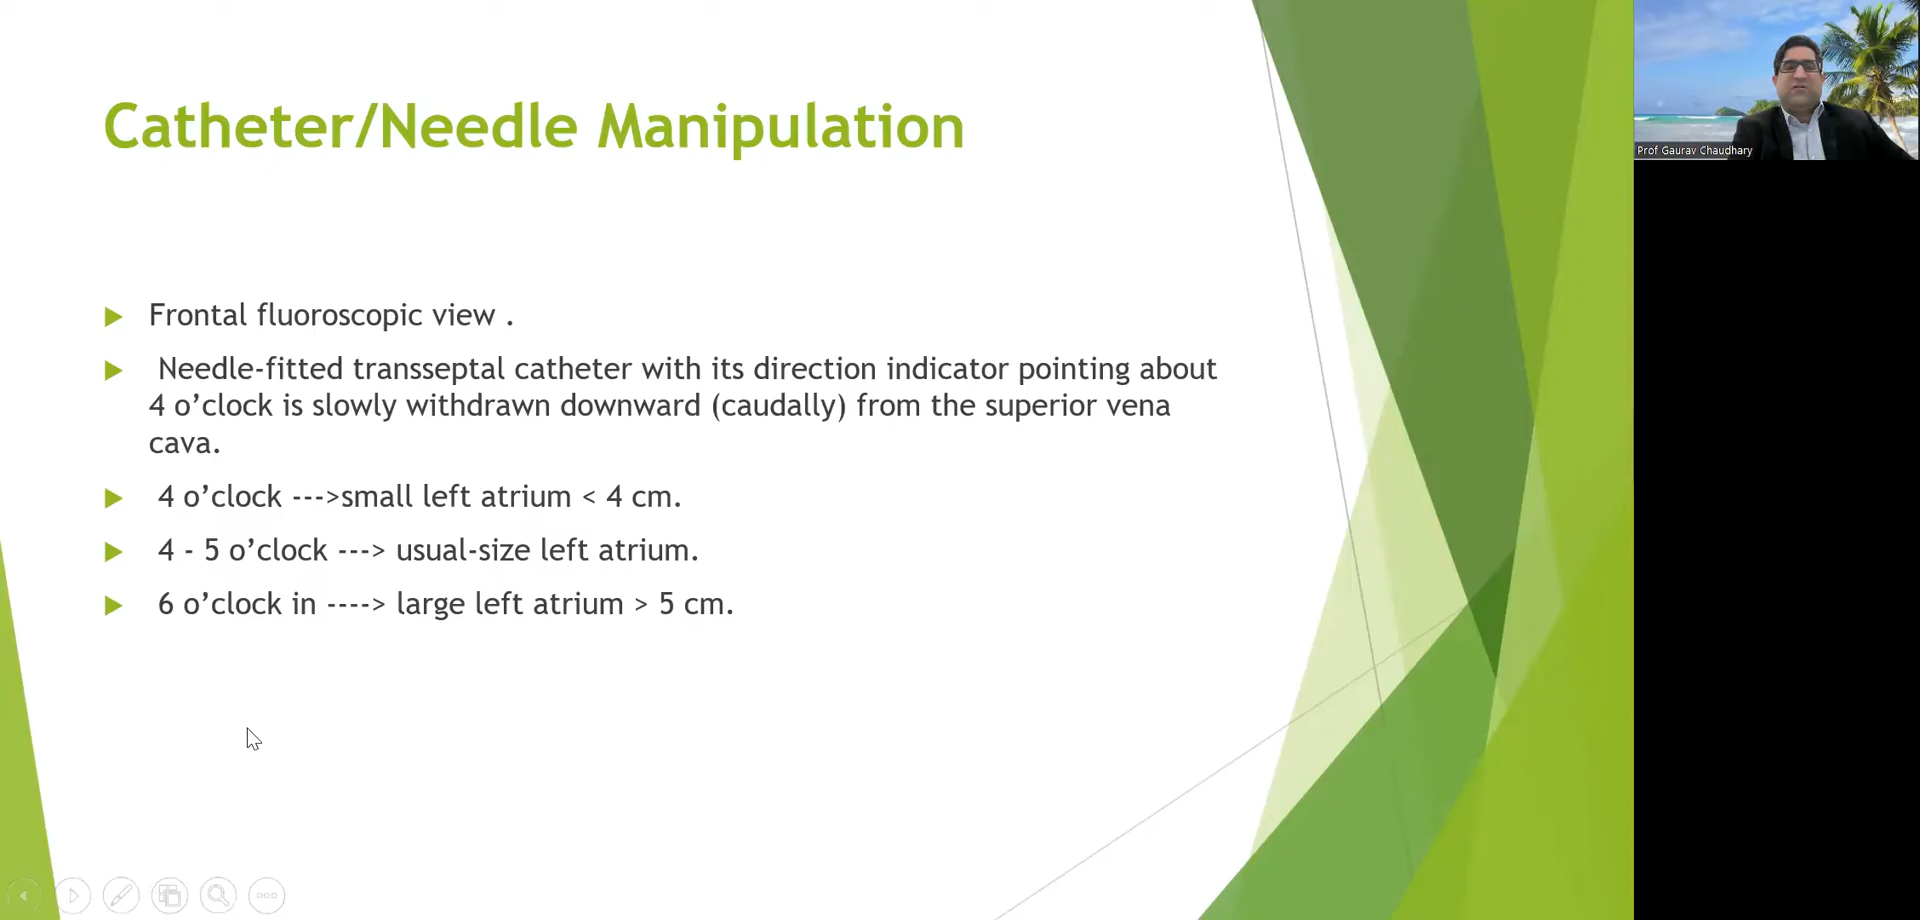 Catheter/Needle Manipulation
Frontal fluoroscopic view .
Needle-fitted transseptal catheter with its direction indicator pointing about
4 o’clock is slowly withdrawn downward (caudally) from the superior vena
cava.
4 o’clock --->small left atrium < 4 cm.
4 - 5 o’clock ---> usual-size left atrium.
6 o’clock in ----> large left atrium > 5 cm.
Prof Gaurav Chaudhary